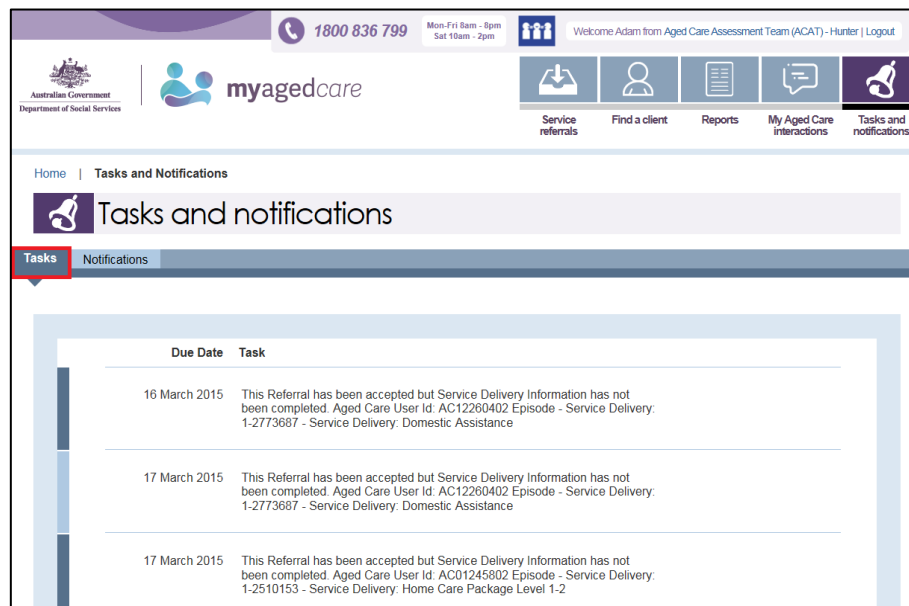 1800 836 799
Mon-Fri 8am - 8pm
Sat 10am - 2pm
Welcome Adam from Aged Care Assessment Team (ACAT) - Hunter | Logout
Australian Government
Department of Social Services
myagedcare
Service referrals
Find a client
Reports
My Aged Care interactions
Tasks and notifications
Home | Tasks and Notifications
Tasks and notifications
Tasks Notifications
Due Date Task
16 March 2015 This Referral has been accepted but Service Delivery Information has not
been completed. Aged Care User Id: AC12260402 Episode - Service Delivery:
1-2773687 - Service Delivery: Domestic Assistance
17 March 2015 This Referral has been accepted but Service Delivery Information has not
been completed. Aged Care User Id: AC12260402 Episode - Service Delivery:
1-2773687 - Service Delivery: Domestic Assistance
17 March 2015 This Referral has been accepted but Service Delivery Information has not
been completed. Aged Care User Id: AC01245802 Episode - Service Delivery:
1-2510153 - Service Delivery: Home Care Package Level 1-2